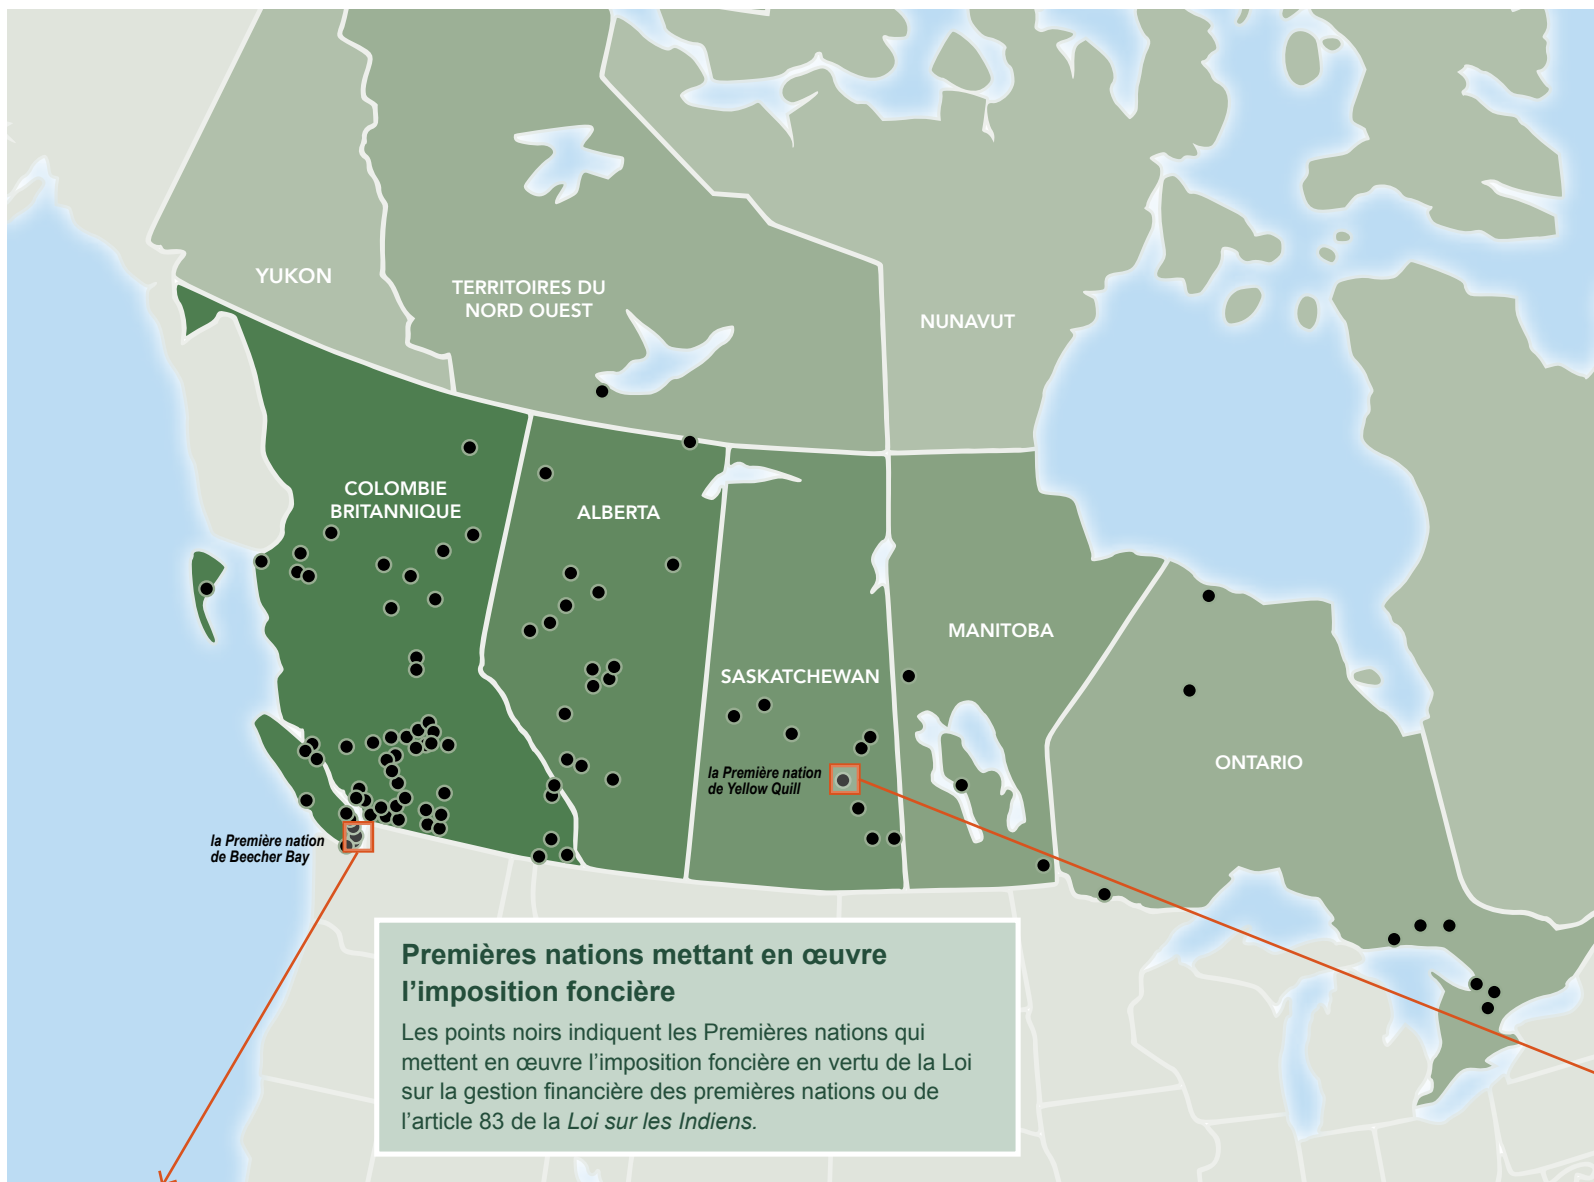 YUKON
TERRITOIRES DU
NORD OUEST
NUNAVUT
COLOMBIE
BRITANNIQUE
ALBERTA
MANITOBA
SASKATCHEWAN
ONTARIO
la Première nation
de Yellow Quill
la Première nation
de Beecher Bay
Premières nations mettant en œuvre
l’imposition foncière
Les points noirs indiquent les Premières nations qui
mettent en œuvre l’imposition foncière en vertu de la Loi
sur la gestion financière des premières nations ou de
l’article 83 de la Loi sur les Indiens.